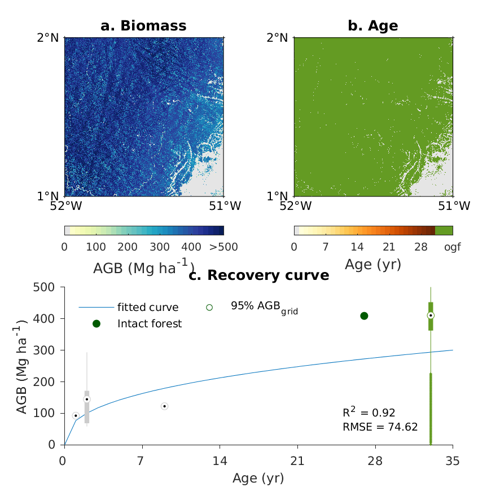 a. Biomass
b. Age
2°N
2°N
1°N
1°N
52°W
51°W
52°W
51°W
0 100 200 300 400 >500
0 7 14 21 28 ogf
AGB (Mg ha-1)
Age (yr)
c. Recovery curve
500
400
300
200
100
0
AGB (Mg ha-1)
fitted curve
Intact forest
95% AGBgrid
R2 = 0.92
RMSE = 74.62
0 7 14 21 28 35
Age (yr)